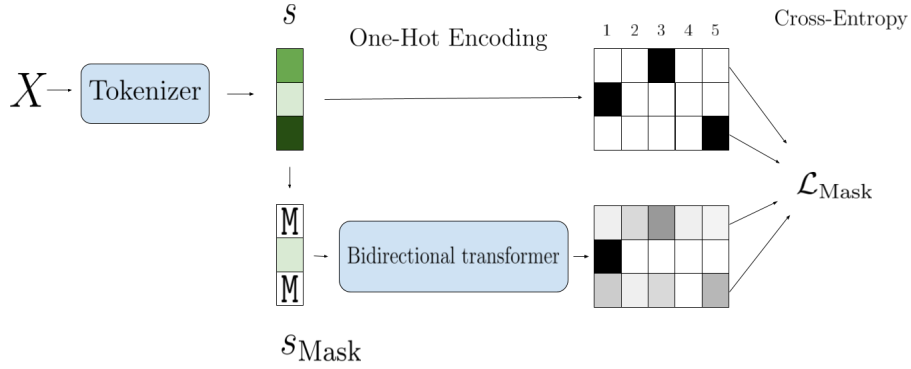 s
Cross-Entropy
One-Hot Encoding
1 2 3 4 5
X
Tokenizer
ℒ_Mask
M
Bidirectional transformer
M
s_Mask